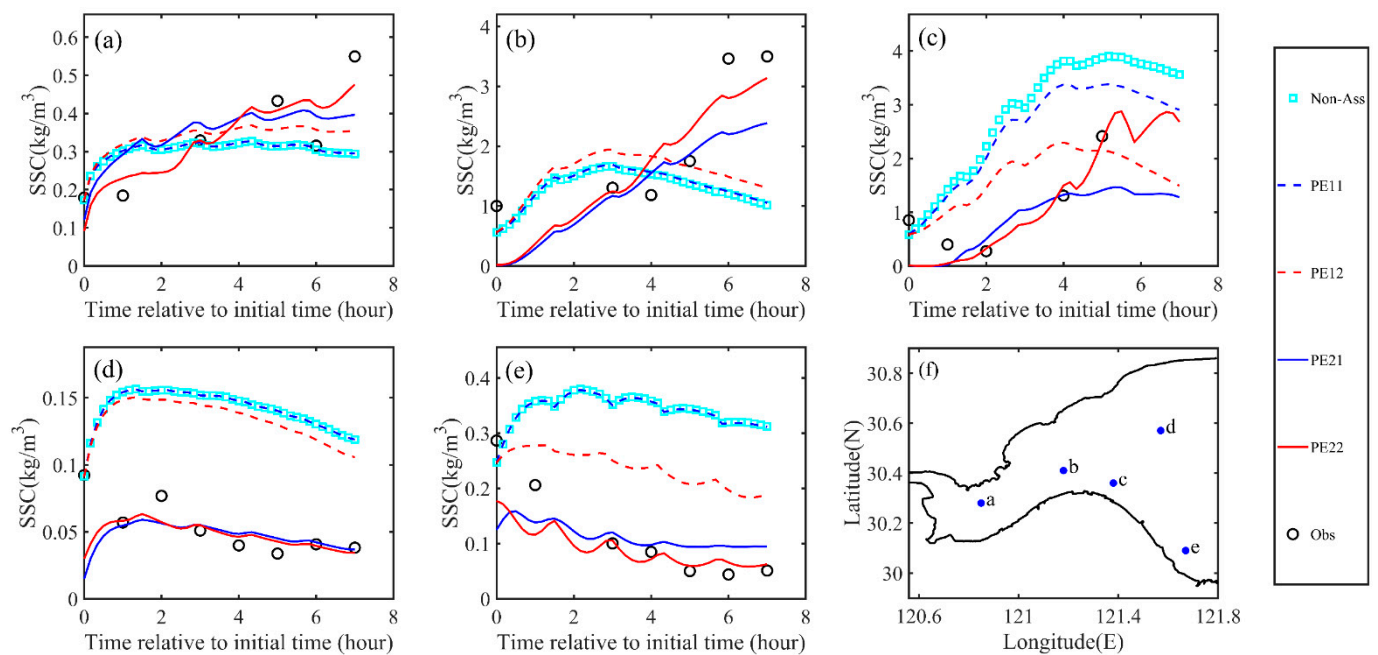 (a)
SSC(kg/m³)
0.6
0.5
0.4
0.3
0.2
0.1
0
0 2 4 6 8
Time relative to initial time (hour)
(b)
SSC(kg/m³)
4
3
2
1
0
0 2 4 6 8
Time relative to initial time (hour)
(c)
SSC(kg/m³)
4
3
2
1
0
0 2 4 6 8
Time relative to initial time (hour)
(d)
SSC(kg/m³)
0.15
0.1
0.05
0
0 2 4 6 8
Time relative to initial time (hour)
(e)
SSC(kg/m³)
0.4
0.3
0.2
0.1
0
0 2 4 6 8
Time relative to initial time (hour)
(f)
Latitude(N)
30.8
30.6
30.4
30.2
30
a
b
c
d
e
120.6 121 121.4 121.8
Longitude(E)
Non-Ass
PE11
PE12
PE21
PE22
Obs